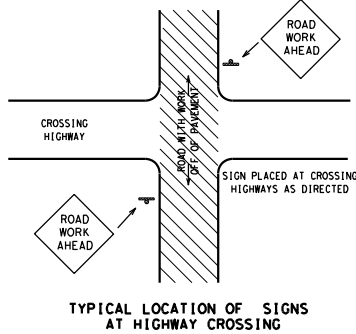 ROAD
WORK
AHEAD
CROSSING
HIGHWAY
ROAD WITH WORK
OFF OF PAVEMENT
SIGN PLACED AT CROSSING
HIGHWAYS AS DIRECTED
ROAD
WORK
AHEAD
TYPICAL LOCATION OF SIGNS
AT HIGHWAY CROSSING